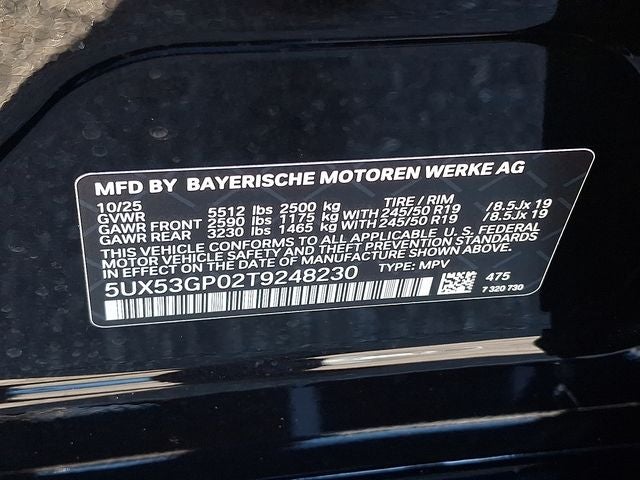 MFD BY BAYERISCHE MOTOREN WERKE AG
10/25 TIRE / RIM
GVWR 5512 lbs 2500 kg
GAWR FRONT 2590 lbs 1175 kg WITH 245/50 R19 /8.5Jx19
GAWR REAR 3230 lbs 1465 kg WITH 245/50 R19 /8.5Jx19
THIS VEHICLE CONFORMS TO ALL APPLICABLE U. S. FEDERAL
MOTOR VEHICLE SAFETY AND THEFT PREVENTION STANDARDS
IN EFFECT ON THE DATE OF MANUFACTURE SHOWN ABOVE.
5UX53GP02T9248230 TYPE: MPV
475
7 320 730